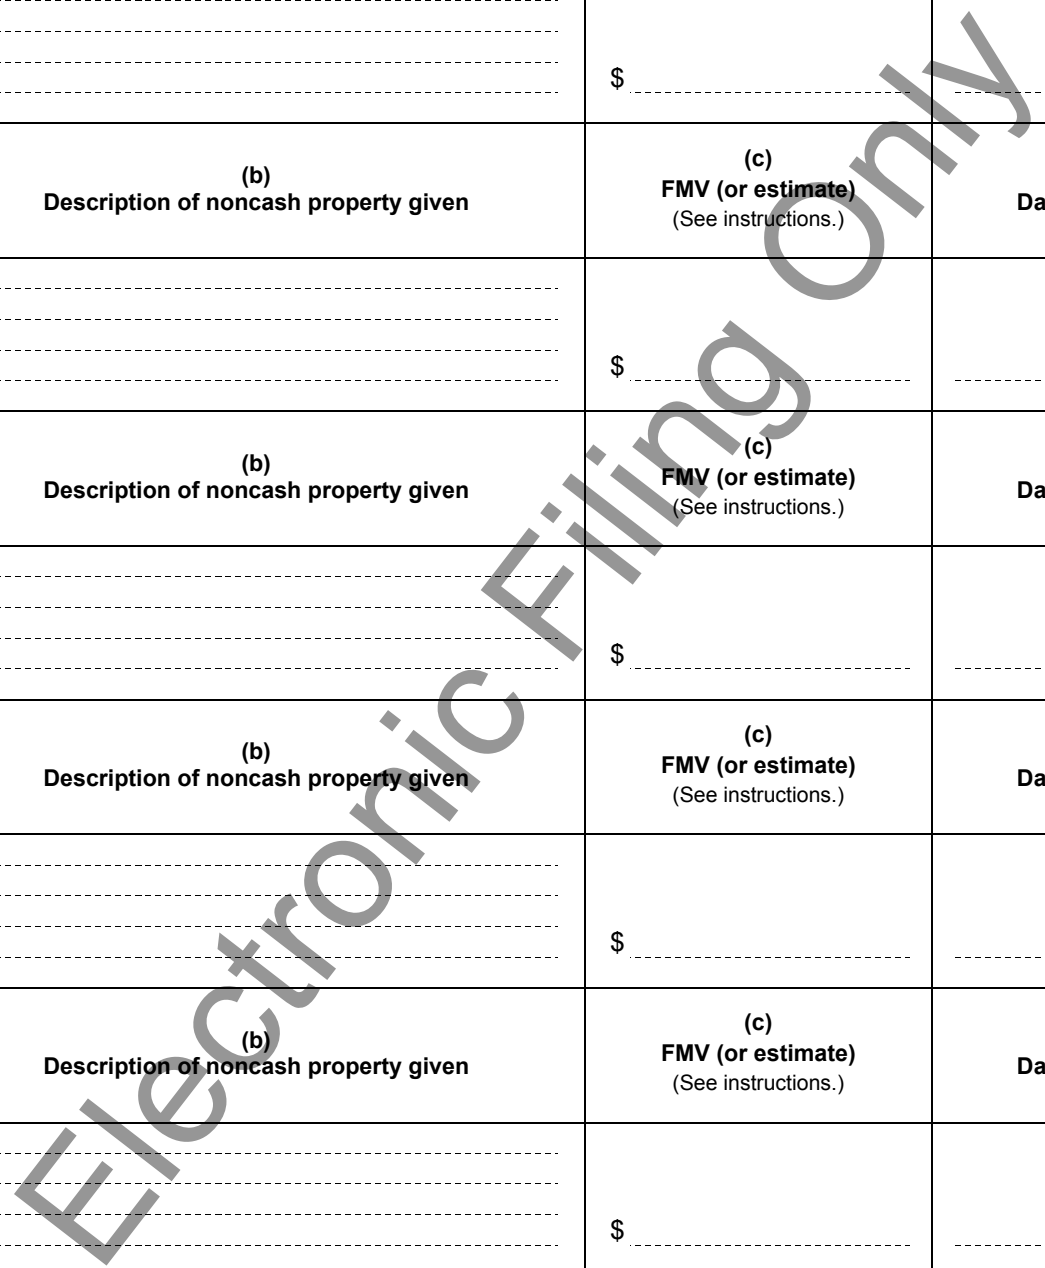 $
(b)
Description of noncash property given
(c)
FMV (or estimate)
(See instructions.)
Da
$
(b)
Description of noncash property given
(c)
FMV (or estimate)
(See instructions.)
Da
$
(b)
Description of noncash property given
(c)
FMV (or estimate)
(See instructions.)
Da
$
(b)
Description of noncash property given
(c)
FMV (or estimate)
(See instructions.)
Da
$
Electronic Filing Only